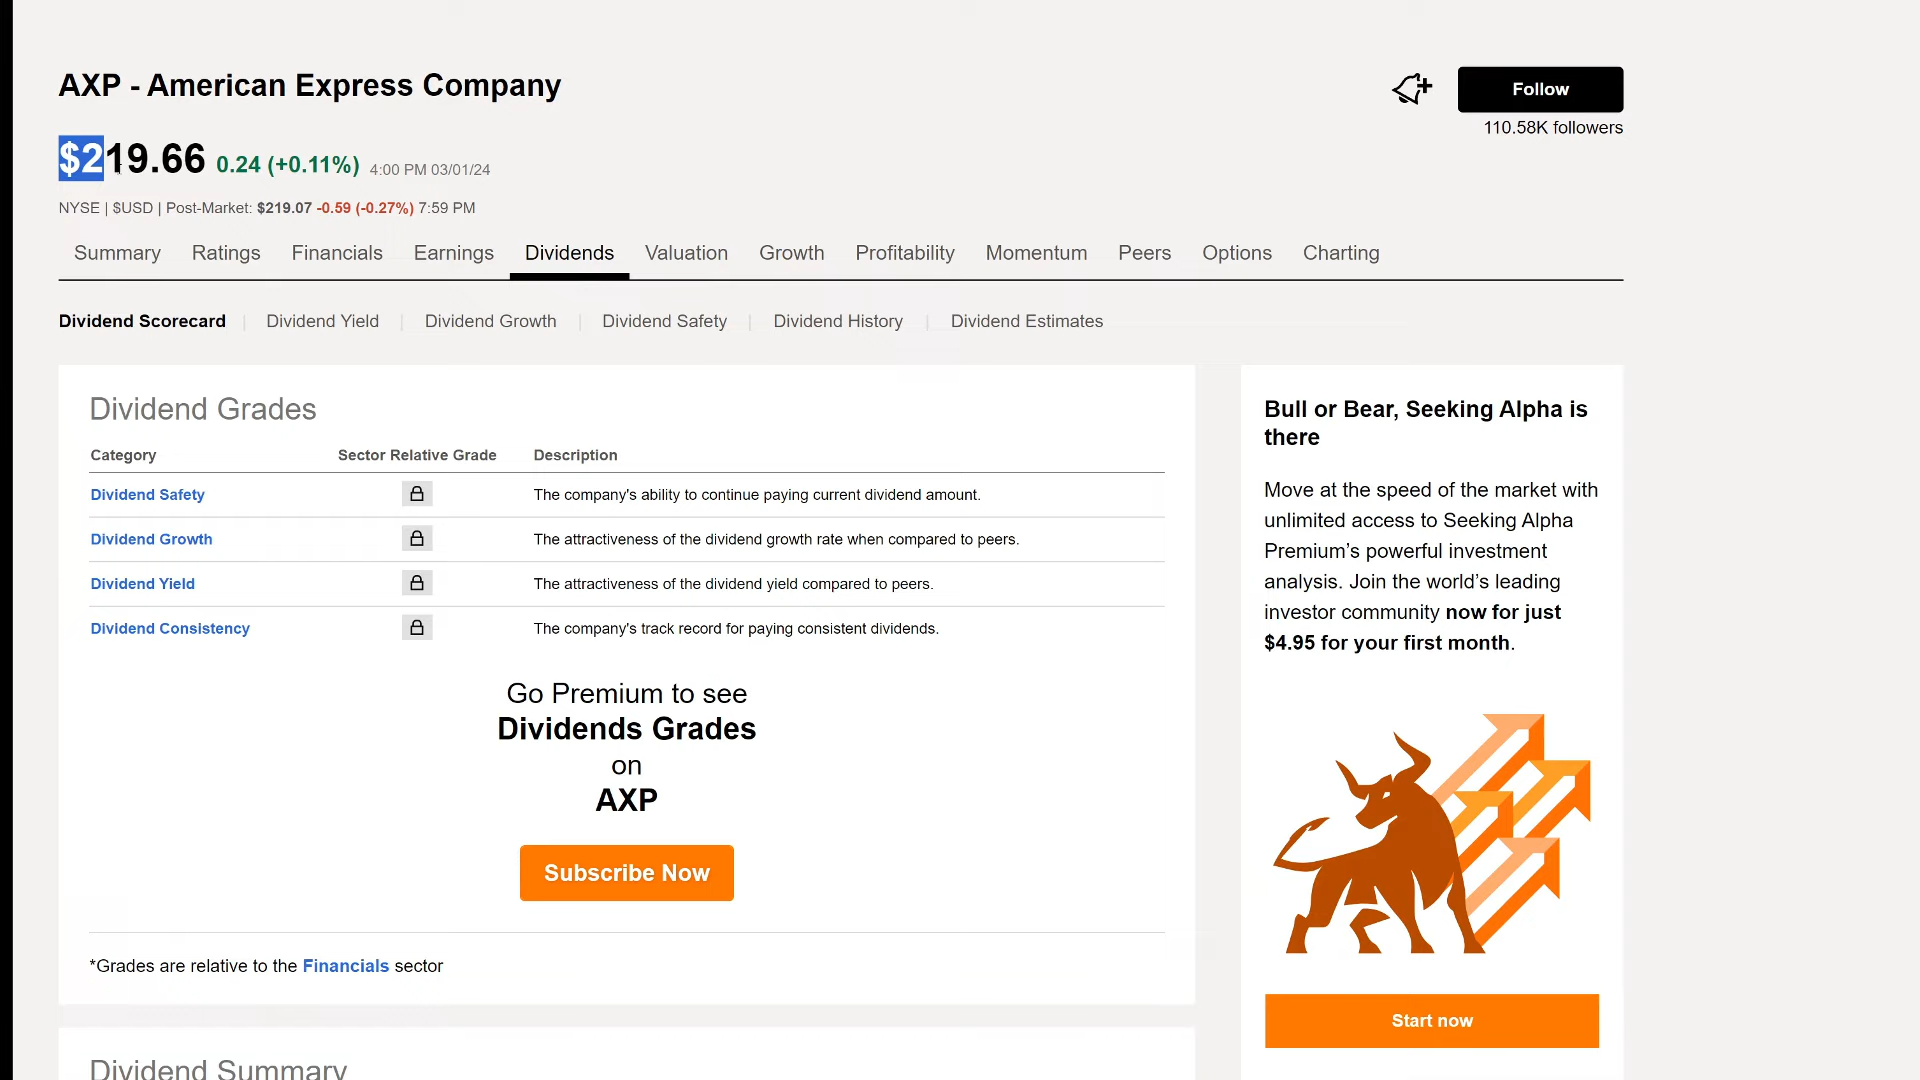 AXP - American Express Company
Follow
110.58K followers
$219.66 0.24 (+0.11%) 4:00 PM 03/01/24
NYSE | $USD | Post-Market: $219.07 -0.59 (-0.27%) 7:59 PM
Summary Ratings Financials Earnings Dividends Valuation Growth Profitability Momentum Peers Options Charting
Dividend Scorecard | Dividend Yield | Dividend Growth | Dividend Safety | Dividend History | Dividend Estimates
Dividend Grades
Category Sector Relative Grade Description
Dividend Safety The company's ability to continue paying current dividend amount.
Dividend Growth The attractiveness of the dividend growth rate when compared to peers.
Dividend Yield The attractiveness of the dividend yield compared to peers.
Dividend Consistency The company's track record for paying consistent dividends.
Go Premium to see
Dividends Grades
on
AXP
Subscribe Now
*Grades are relative to the Financials sector
Dividend Summary
Bull or Bear, Seeking Alpha is
there
Move at the speed of the market with
unlimited access to Seeking Alpha
Premium’s powerful investment
analysis. Join the world’s leading
investor community now for just
$4.95 for your first month.
Start now